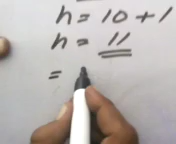 h = 10 + 1
h = 11
=